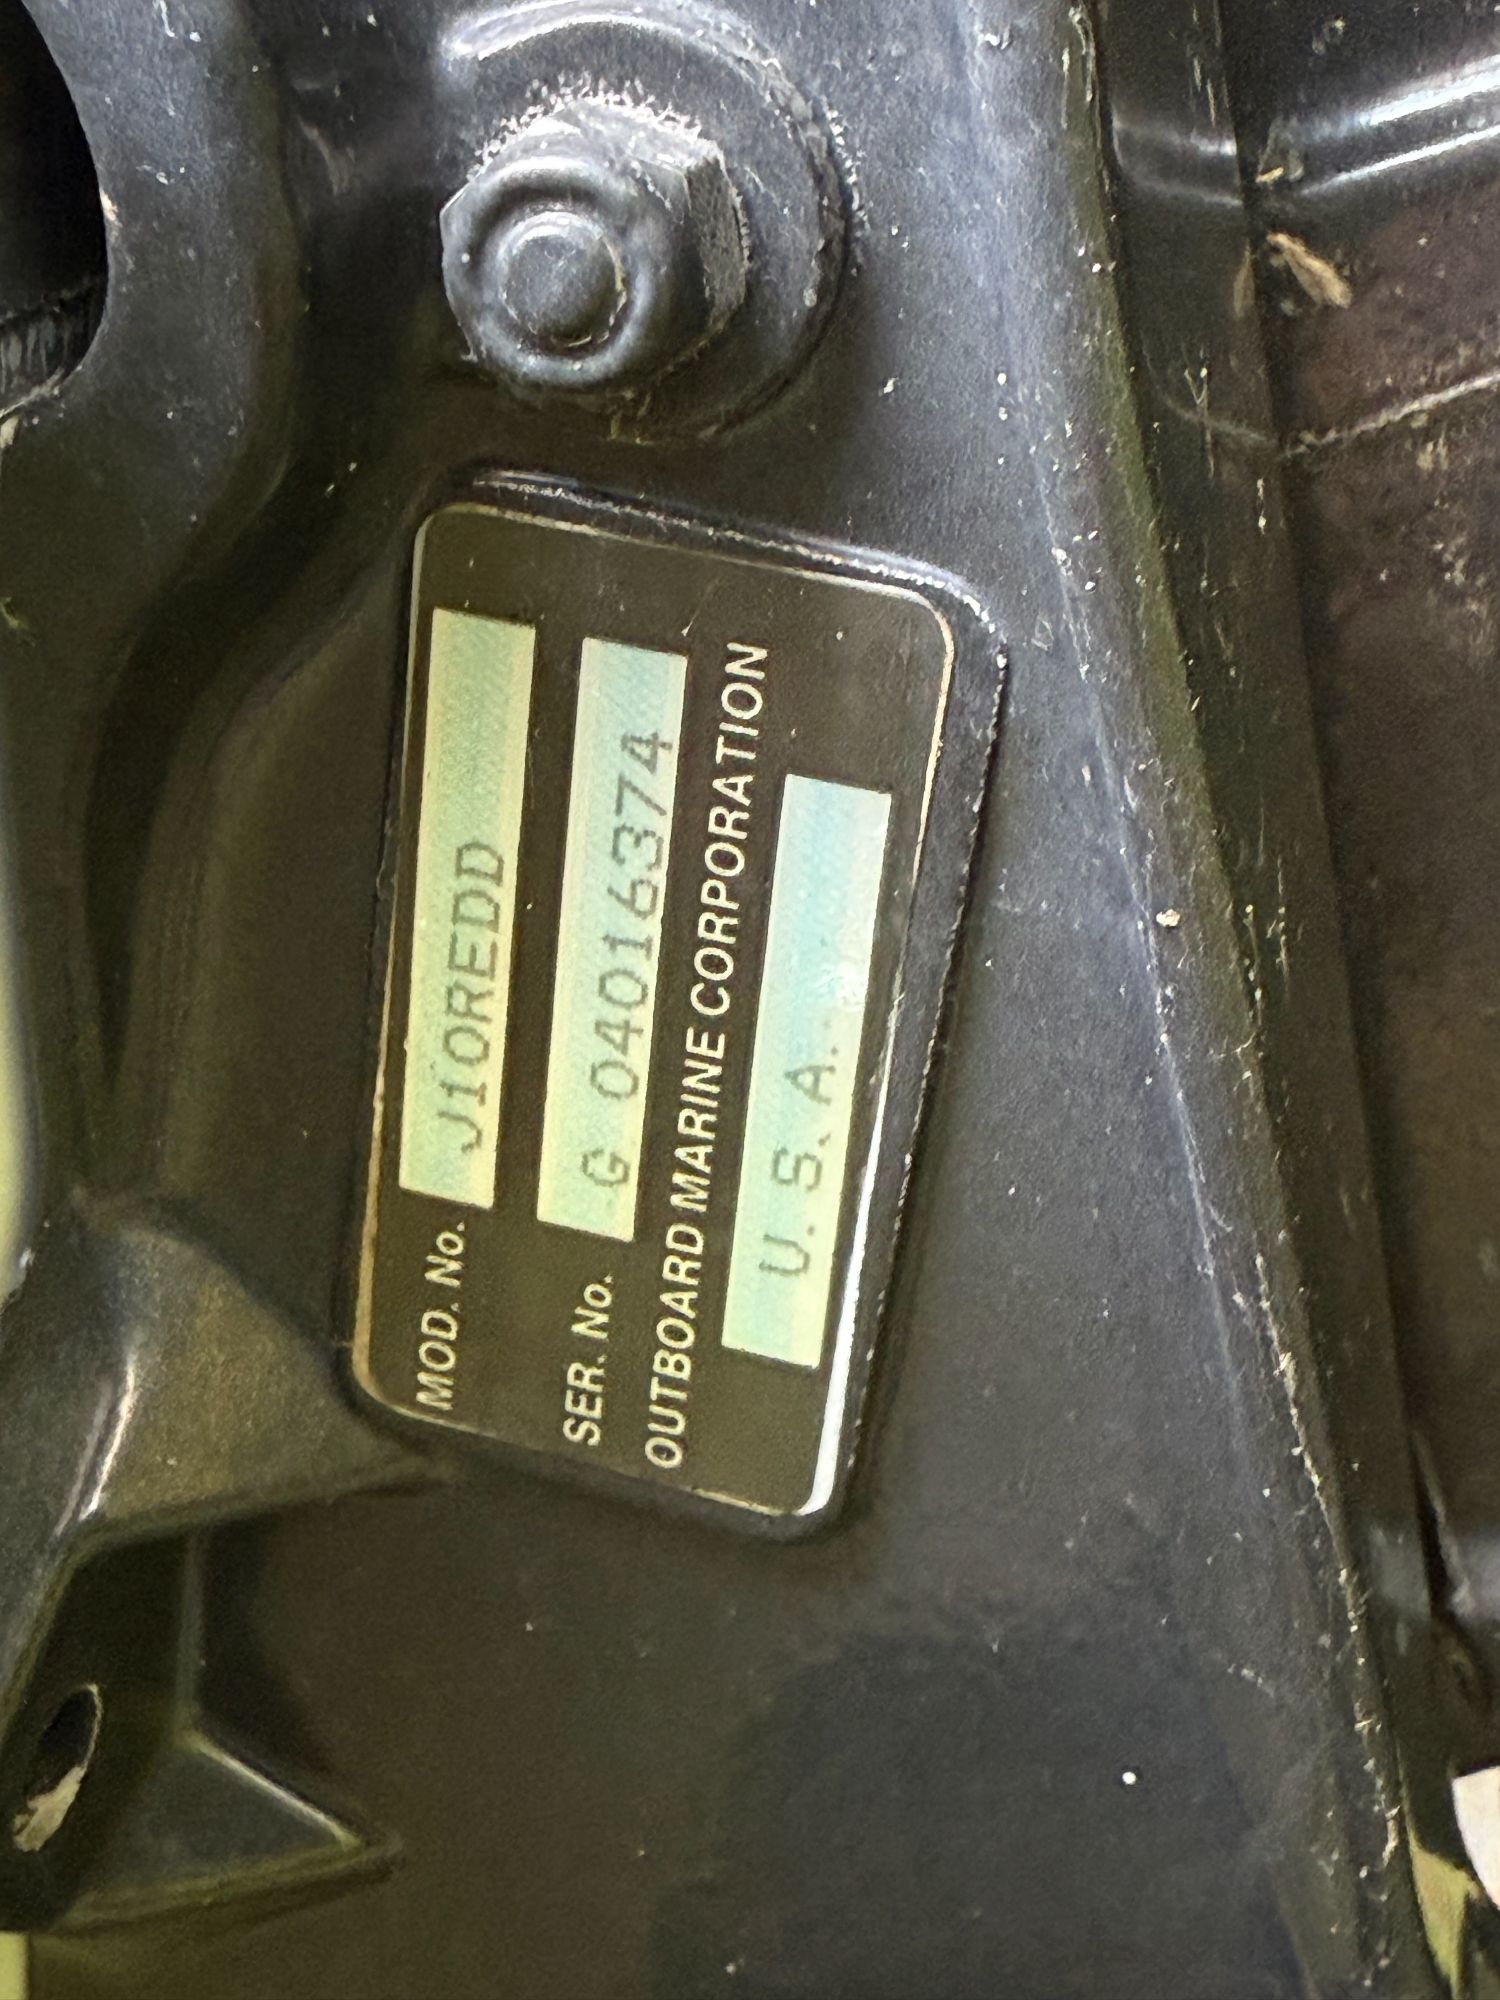 MOD. No. J10REDD
SER. No. G 04016374
OUTBOARD MARINE CORPORATION
U.S.A.